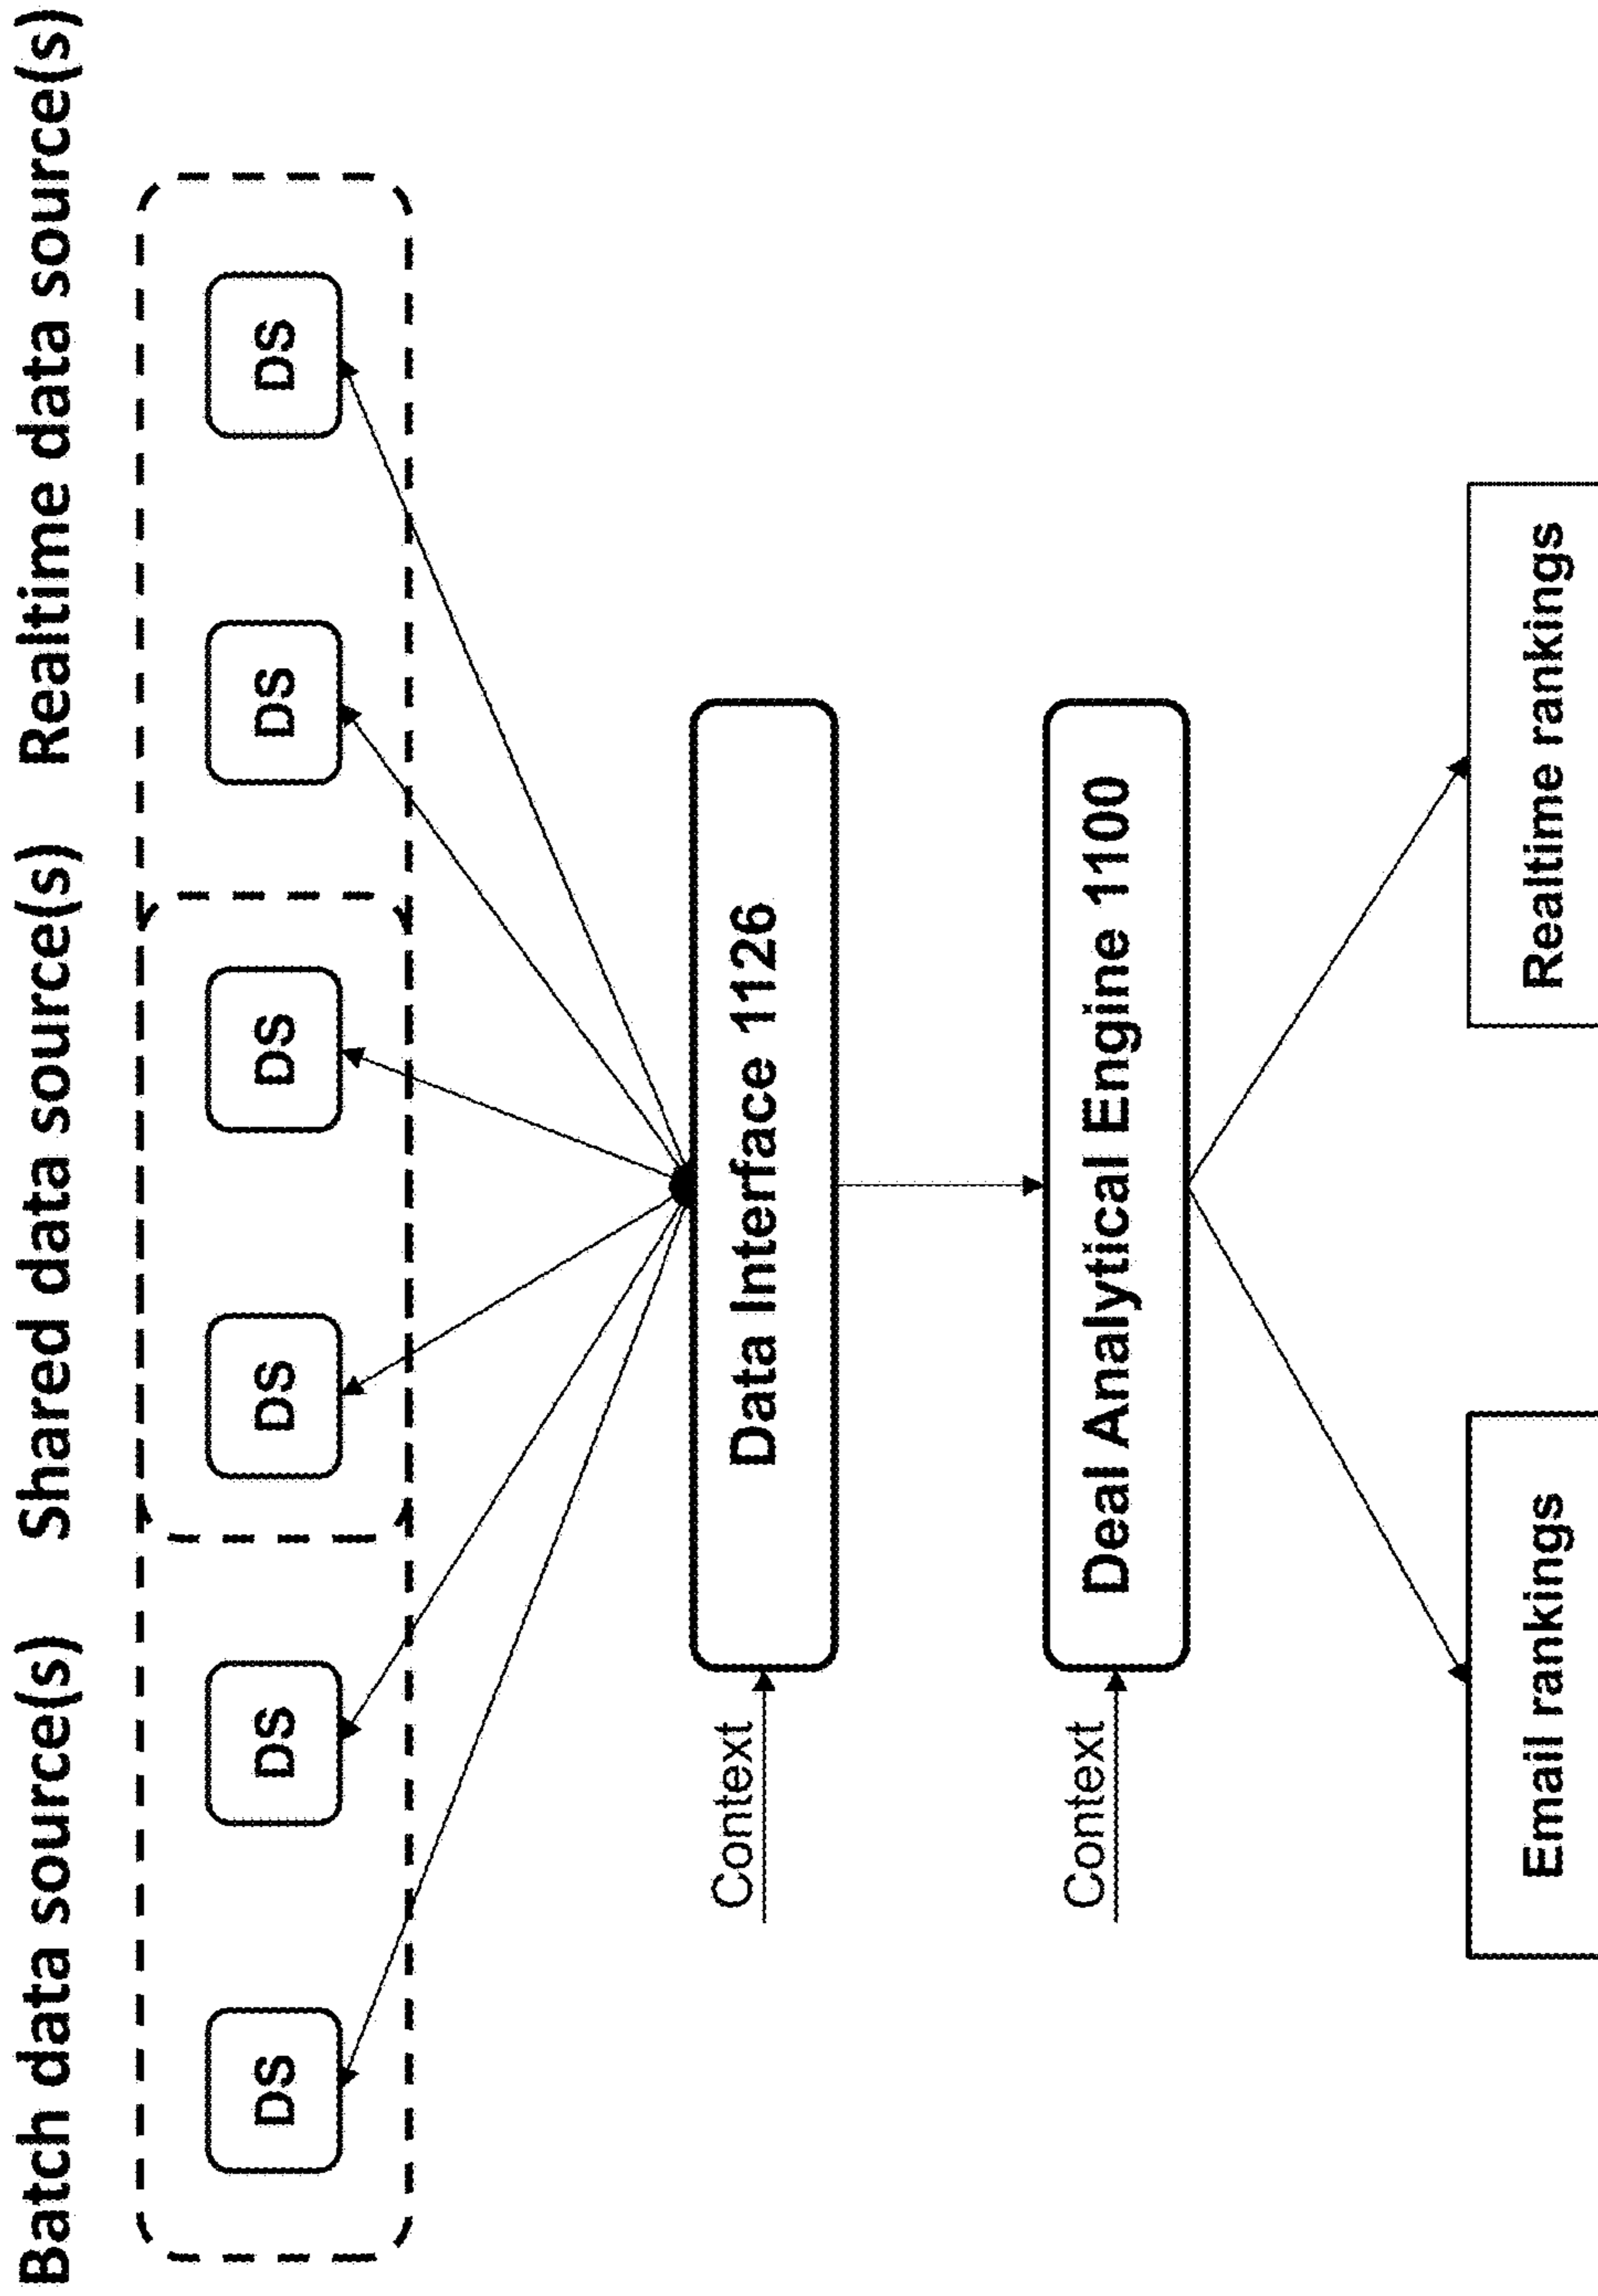 Batch data source(s) Shared data source(s) Realtime data source(s)
DS DS DS DS DS DS
Context
Data Interface 1126
Context
Deal Analytical Engine 1100
Email rankings
Realtime rankings